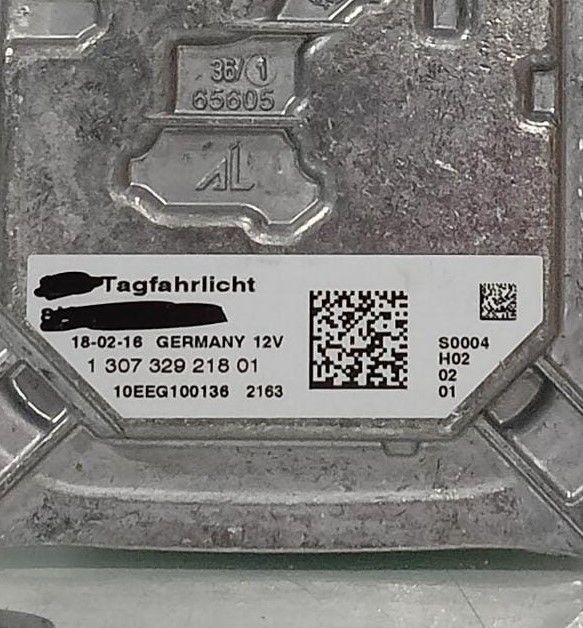 36/1
65605
AL
Tagfahrlicht
18-02-16 GERMANY 12V
1 307 329 218 01
10EEG100136 2163
S0004
H02
02
01